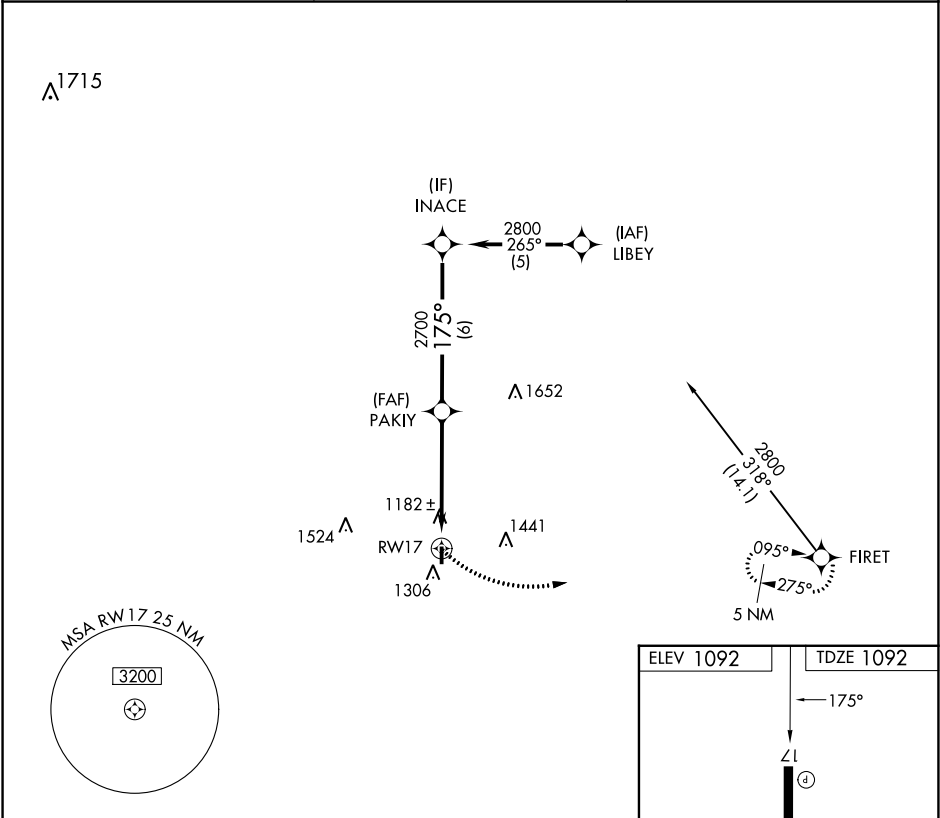 1715
(IF)
INACE
2800
265°
(5)
(IAF)
LIBEY
2700
175°
(6)
(FAF)
PAKIY
1652
2800
318°
(14.1)
1182 ±
1524
1441
RW17
1306
095°
275°
FIRET
5 NM
MSA RW17 25 NM
3200
ELEV 1092
TDZE 1092
175°
17
P